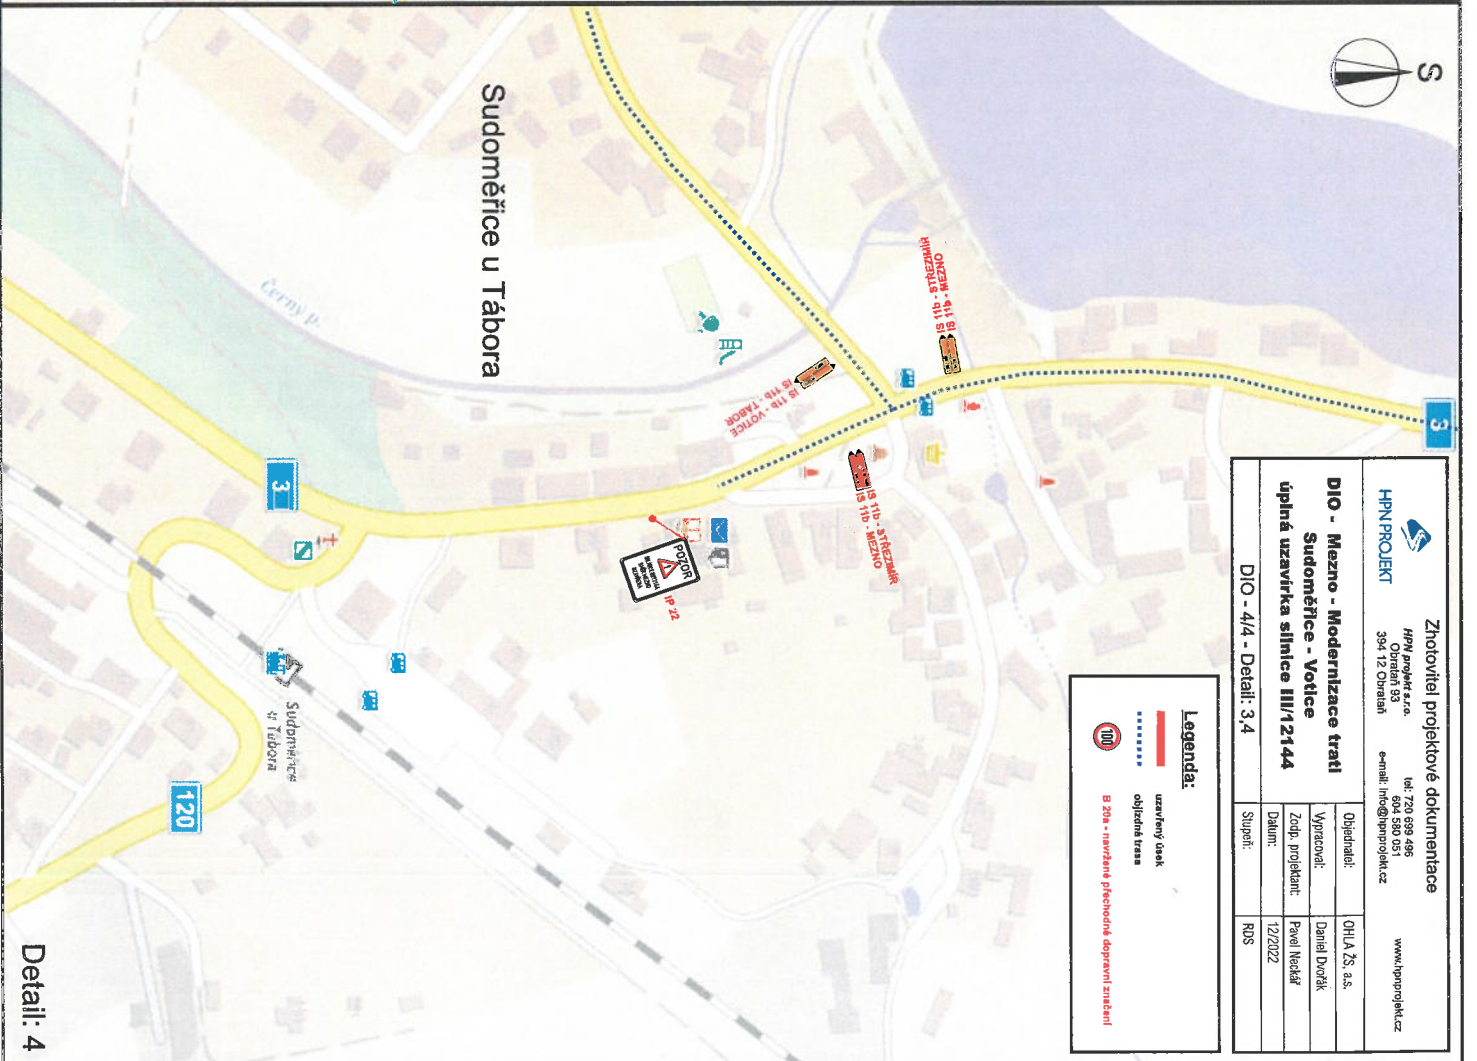 S
3
Zhotovitel projektové dokumentace
HPN PROJEKT
HPN projekt s.r.o.
Obrataň 93
394 12 Obrataň
tel: 720 699 496
604 580 051
e-mail: info@hpnprojekt.cz
www.hpnprojekt.cz
DIO - Mezno - Modernizace trati
Sudoměřice - Votice
úplná uzavírka silnice III/12144
Objednatel:
OHLA ŽS, a.s.
Vypracoval:
Daniel Dvořák
Zodp. projektant:
Pavel Neckář
Datum:
12/2022
DIO - 4/4 - Detail: 3,4
Stupeň:
RDS
Legenda:
uzavřený úsek
objízdná trasa
100
B 20a - navržené přechodné dopravní značení
IS 11b - MEZNO
IS 11b - STŘEZIMÍŘ
IS 11b - STŘEZIMÍŘ
IS 11b - MEZNO
IS 11b - VOTICE
IS 11b - TÁBOR
POZOR
IP 22
Sudoměřice u Tábora
Černý p.
3
Sudoměřice
u Tábora
120
Detail: 4